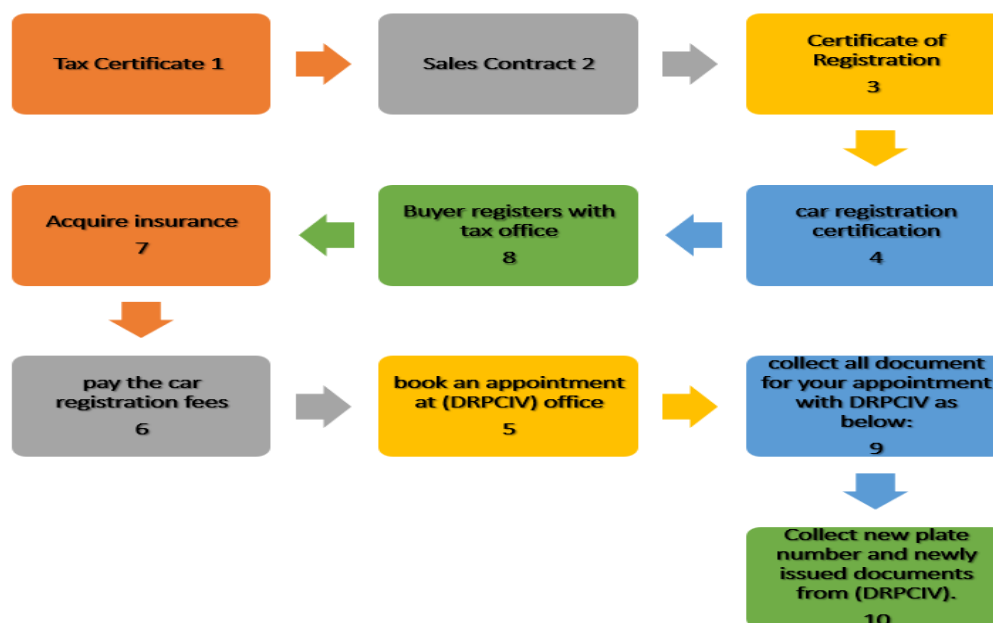 Tax Certificate 1
Sales Contract 2
Certificate of
Registration
3
car registration
certification
4
Buyer registers with
tax office
8
Acquire insurance
7
pay the car
registration fees
6
book an appointment
at (DRPCIV) office
5
collect all document
for your appointment
with DRPCIV as
below:
9
Collect new plate
number and newly
issued documents
from (DRPCIV).
10